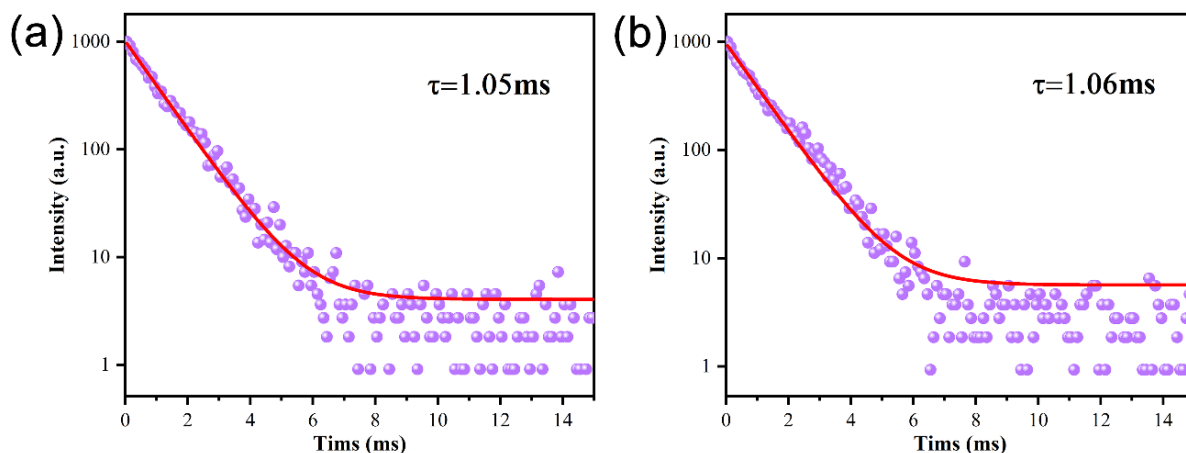 (a)
1000
100
10
1
Intensity (a.u.)
τ=1.05ms
0 2 4 6 8 10 12 14
Tims (ms)
(b)
1000
100
10
1
Intensity (a.u.)
τ=1.06ms
0 2 4 6 8 10 12 14
Tims (ms)